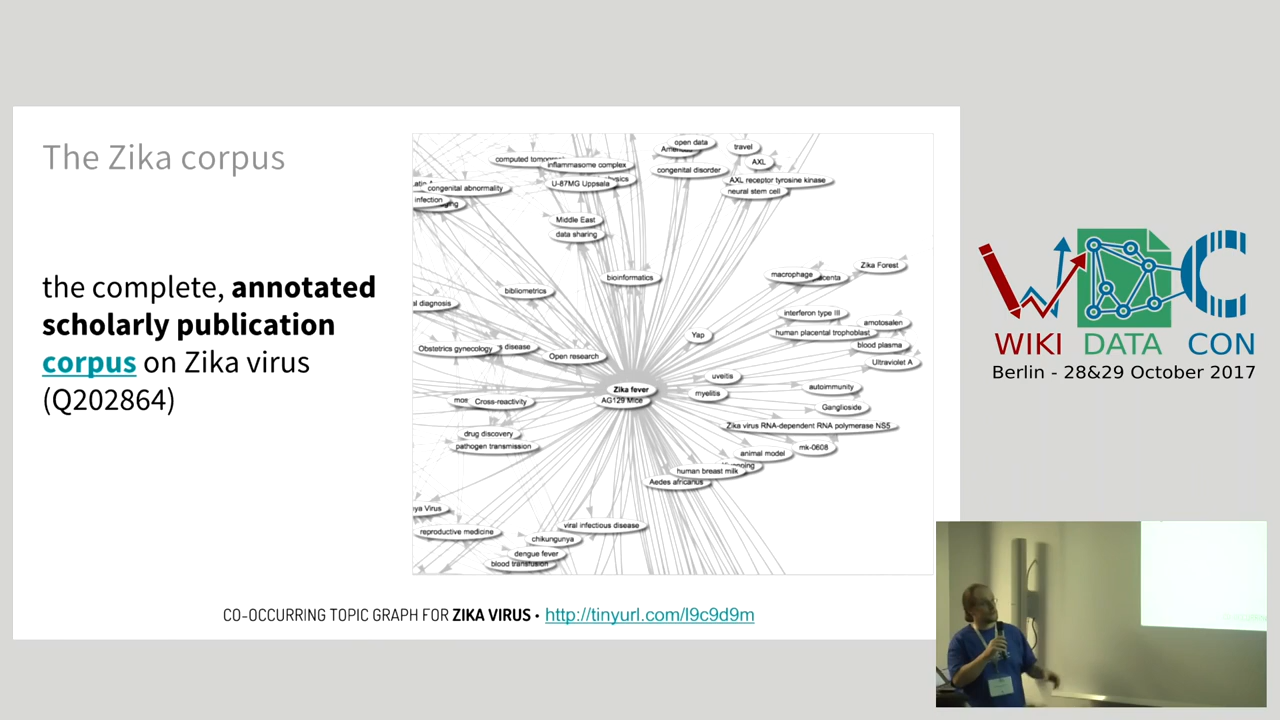 The Zika corpus
the complete, annotated
scholarly publication
corpus on Zika virus
(Q202864)
open data
travel
computed
inflammasome complex
AXL
congenital disorder
U-87MG Uppsala
AXL receptor tyrosine kinase
congenital abnormality
neural stem cell
infection
Middle East
data sharing
Zika Forest
macrophage
bioinformatics
bibliometrics
diagnosis
interferon type III
amotosalen
human placental trophoblast
Yap
blood plasma
Obstetrics gynecology
disease
Open research
Ultraviolet A
uveitis
Zika fever
autoimmunity
myelitis
AG129 Mice
Cross-reactivity
Ganglioside
Zika virus RNA-dependent RNA polymerase NS5
drug discovery
pathogen transmission
mk-0608
animal model
human breast milk
Aedes africanus
Virus
viral infectious disease
reproductive medicine
chikungunya
dengue fever
blood transfusion
CO-OCCURRING TOPIC GRAPH FOR ZIKA VIRUS • http://tinyurl.com/l9c9d9m
WIKI DATA CON
Berlin - 28&29 October 2017